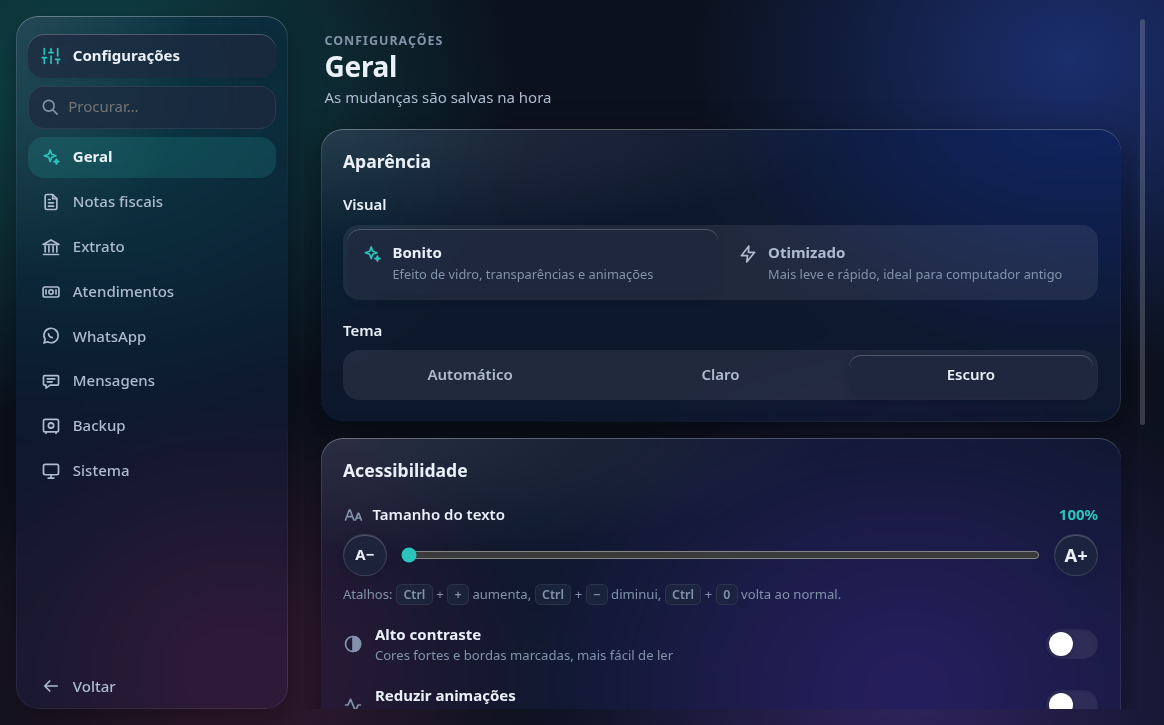 Configurações
Procurar...
Geral
Notas fiscais
Extrato
Atendimentos
WhatsApp
Mensagens
Backup
Sistema
Voltar
CONFIGURAÇÕES
Geral
As mudanças são salvas na hora
Aparência
Visual
Bonito
Efeito de vidro, transparências e animações
Otimizado
Mais leve e rápido, ideal para computador antigo
Tema
Automático
Claro
Escuro
Acessibilidade
Tamanho do texto
100%
A−
A+
Atalhos: Ctrl + + aumenta, Ctrl + − diminui, Ctrl + 0 volta ao normal.
Alto contraste
Cores fortes e bordas marcadas, mais fácil de ler
Reduzir animações